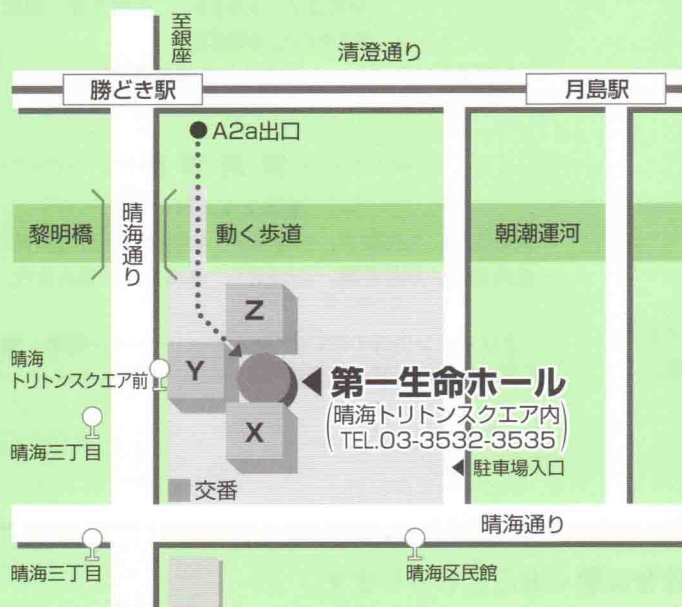 至銀座
清澄通り
勝どき駅
月島駅
A2a出口
晴海通り
黎明橋
動く歩道
朝潮運河
Z
Y
X
晴海
トリトンスクエア前
第一生命ホール
(晴海トリトンスクエア内)
TEL.03-3532-3535
晴海三丁目
駐車場入口
交番
晴海通り
晴海三丁目
晴海区民館